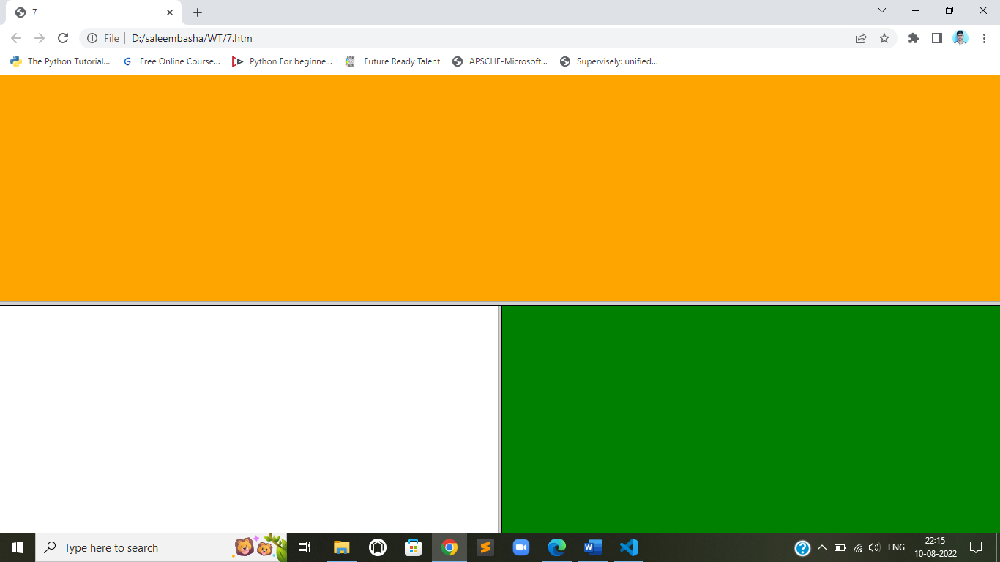 7
File D:/saleembasha/WT/7.htm
The Python Tutorial... Free Online Course... Python For beginne... Future Ready Talent APSCHE-Microsoft... Supervisely: unified...
Type here to search ENG 22:15
10-08-2022